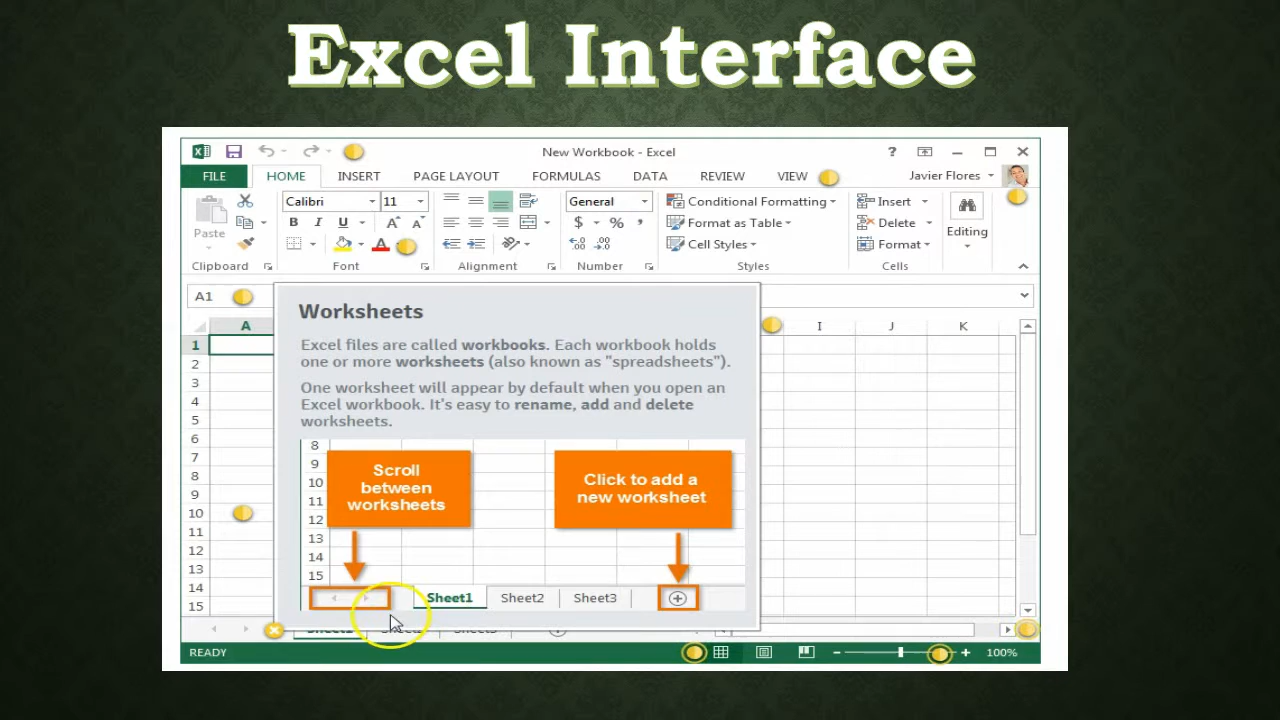 Excel Interface
New Workbook - Excel
?
FILE HOME INSERT PAGE LAYOUT FORMULAS DATA REVIEW VIEW Javier Flores
Calibri 11 General Conditional Formatting Insert
Paste B I U A A $ % , Format as Table Delete Editing
A .00 .00 Cell Styles Format
Clipboard Font Alignment Number Styles Cells
A1
A I J K
1
2
3
4
5
6
7
8
9
10
11
12
13
14
15
Worksheets
Excel files are called workbooks. Each workbook holds
one or more worksheets (also known as "spreadsheets").
One worksheet will appear by default when you open an
Excel workbook. It's easy to rename, add and delete
worksheets.
8
9
10
11
12
13
14
15
Scroll
between
worksheets
Click to add a
new worksheet
Sheet1 Sheet2 Sheet3
Sheet1 Sheet2 Sheet3
READY 100%